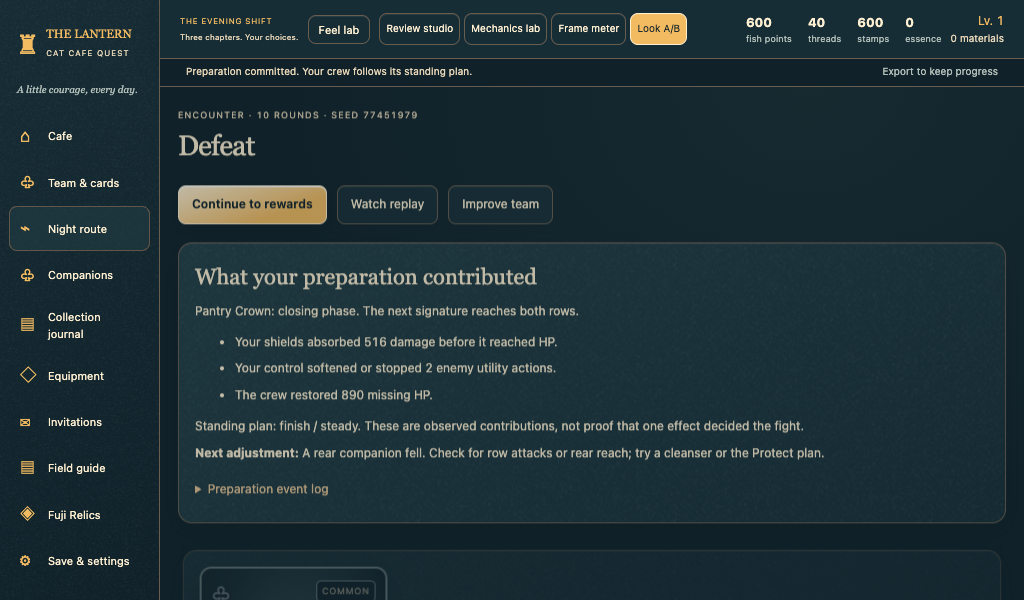 THE LANTERN
CAT CAFE QUEST
A little courage, every day.
Cafe
Team & cards
Night route
Companions
Collection
journal
Equipment
Invitations
Field guide
Fuji Relics
Save & settings
THE EVENING SHIFT
Three chapters. Your choices.
Feel lab
Review studio
Mechanics lab
Frame meter
Look A/B
600
fish points
40
threads
600
stamps
0
essence
Lv. 1
0 materials
Preparation committed. Your crew follows its standing plan.
Export to keep progress
ENCOUNTER · 10 ROUNDS · SEED 77451979
Defeat
Continue to rewards
Watch replay
Improve team
What your preparation contributed
Pantry Crown: closing phase. The next signature reaches both rows.
• Your shields absorbed 516 damage before it reached HP.
• Your control softened or stopped 2 enemy utility actions.
• The crew restored 890 missing HP.
Standing plan: finish / steady. These are observed contributions, not proof that one effect decided the fight.
Next adjustment: A rear companion fell. Check for row attacks or rear reach; try a cleanser or the Protect plan.
Preparation event log
COMMON